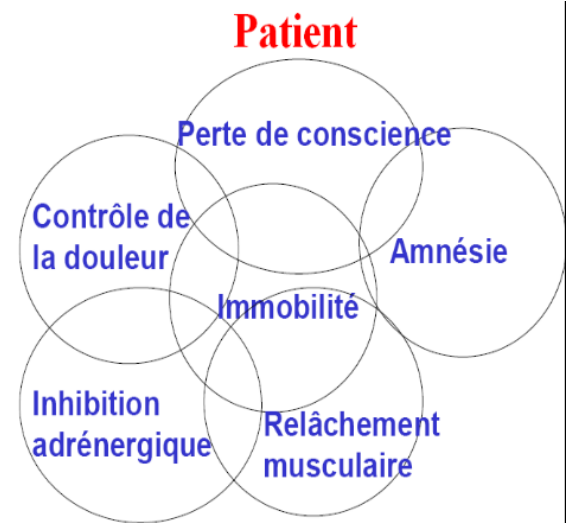 Patient
Perte de conscience
Contrôle de
la douleur
Amnésie
Immobilité
Inhibition
adrénergique
Relâchement
musculaire